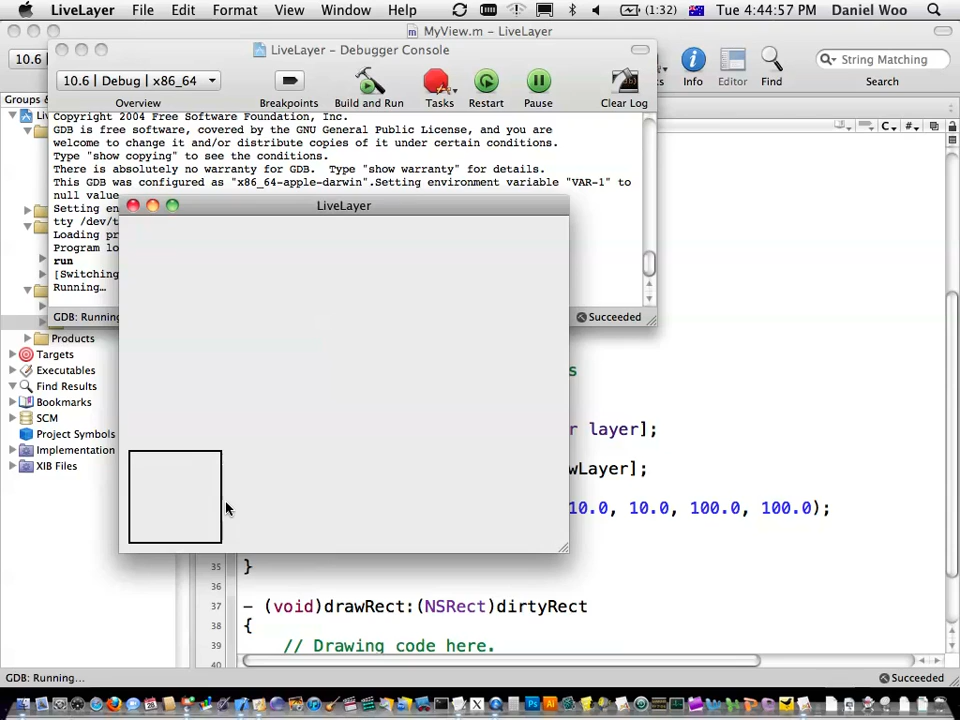 LiveLayer File Edit View Window Help (1:32) Tue 4:44:57 PM Daniel Woo
MyView.m – LiveLayer
LiveLayer – Debugger Console
10.6
10.6 | Debug | x86_64
String Matching
Overview Breakpoints Build and Run Tasks Restart Pause Clear Log
Info Editor Find Search
Groups &
Copyright 2004 Free Software Foundation, Inc.
GDB is free software, covered by the GNU General Public License, and you are
welcome to change it and/or distribute copies of it under certain conditions.
Type "show copying" to see the conditions.
There is absolutely no warranty for GDB.  Type "show warranty" for details.
This GDB was configured as "x86_64-apple-darwin".Setting environment variable "VAR-1" to
null value
Setting en
tty /dev/t
Loading pr
Program lo
run
[Switching
Running…
GDB: Running
Succeeded
LiveLayer
Products
Targets
Executables
Find Results
Bookmarks
SCM
Project Symbols
Implementation
XIB Files
s
r layer];
wLayer];
10.0, 10.0, 100.0, 100.0);
35 }
36
37 - (void)drawRect:(NSRect)dirtyRect
38 {
39 // Drawing code here.
40
GDB: Running… Succeeded